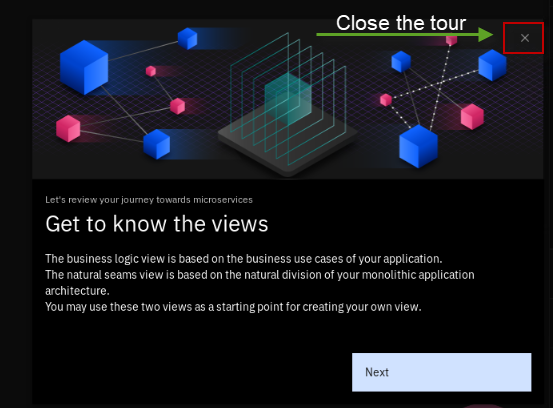 Close the tour
Let's review your journey towards microservices
Get to know the views
The business logic view is based on the business use cases of your application.
The natural seams view is based on the natural division of your monolithic application
architecture.
You may use these two views as a starting point for creating your own view.
Next